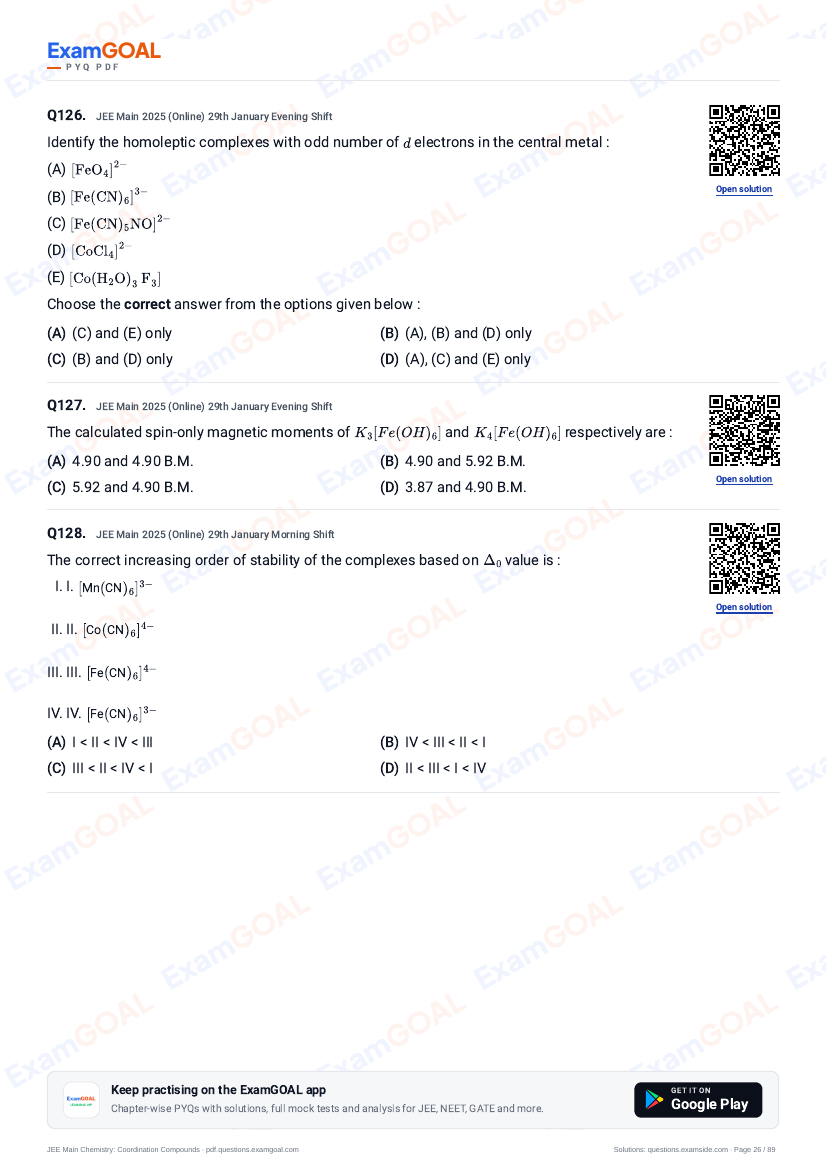 ExamGOAL
PYQ PDF
Q126. JEE Main 2025 (Online) 29th January Evening Shift
Identify the homoleptic complexes with odd number of d electrons in the central metal :
(A) [FeO₄]²⁻
(B) [Fe(CN)₆]³⁻
(C) [Fe(CN)₅NO]²⁻
(D) [CoCl₄]²⁻
(E) [Co(H₂O)₃ F₃]
Choose the correct answer from the options given below :
(A) (C) and (E) only (B) (A), (B) and (D) only
(C) (B) and (D) only (D) (A), (C) and (E) only
Open solution
Q127. JEE Main 2025 (Online) 29th January Evening Shift
The calculated spin-only magnetic moments of K₃[Fe(OH)₆] and K₄[Fe(OH)₆] respectively are :
(A) 4.90 and 4.90 B.M. (B) 4.90 and 5.92 B.M.
(C) 5.92 and 4.90 B.M. (D) 3.87 and 4.90 B.M.
Open solution
Q128. JEE Main 2025 (Online) 29th January Morning Shift
The correct increasing order of stability of the complexes based on Δ₀ value is :
I. I. [Mn(CN)₆]³⁻
II. II. [Co(CN)₆]⁴⁻
III. III. [Fe(CN)₆]⁴⁻
IV. IV. [Fe(CN)₆]³⁻
(A) I < II < IV < III (B) IV < III < II < I
(C) III < II < IV < I (D) II < III < I < IV
Open solution
Keep practising on the ExamGOAL app
Chapter-wise PYQs with solutions, full mock tests and analysis for JEE, NEET, GATE and more.
GET IT ON
Google Play
JEE Main Chemistry: Coordination Compounds · pdf.questions.examgoal.com Solutions: questions.examside.com · Page 26 / 89